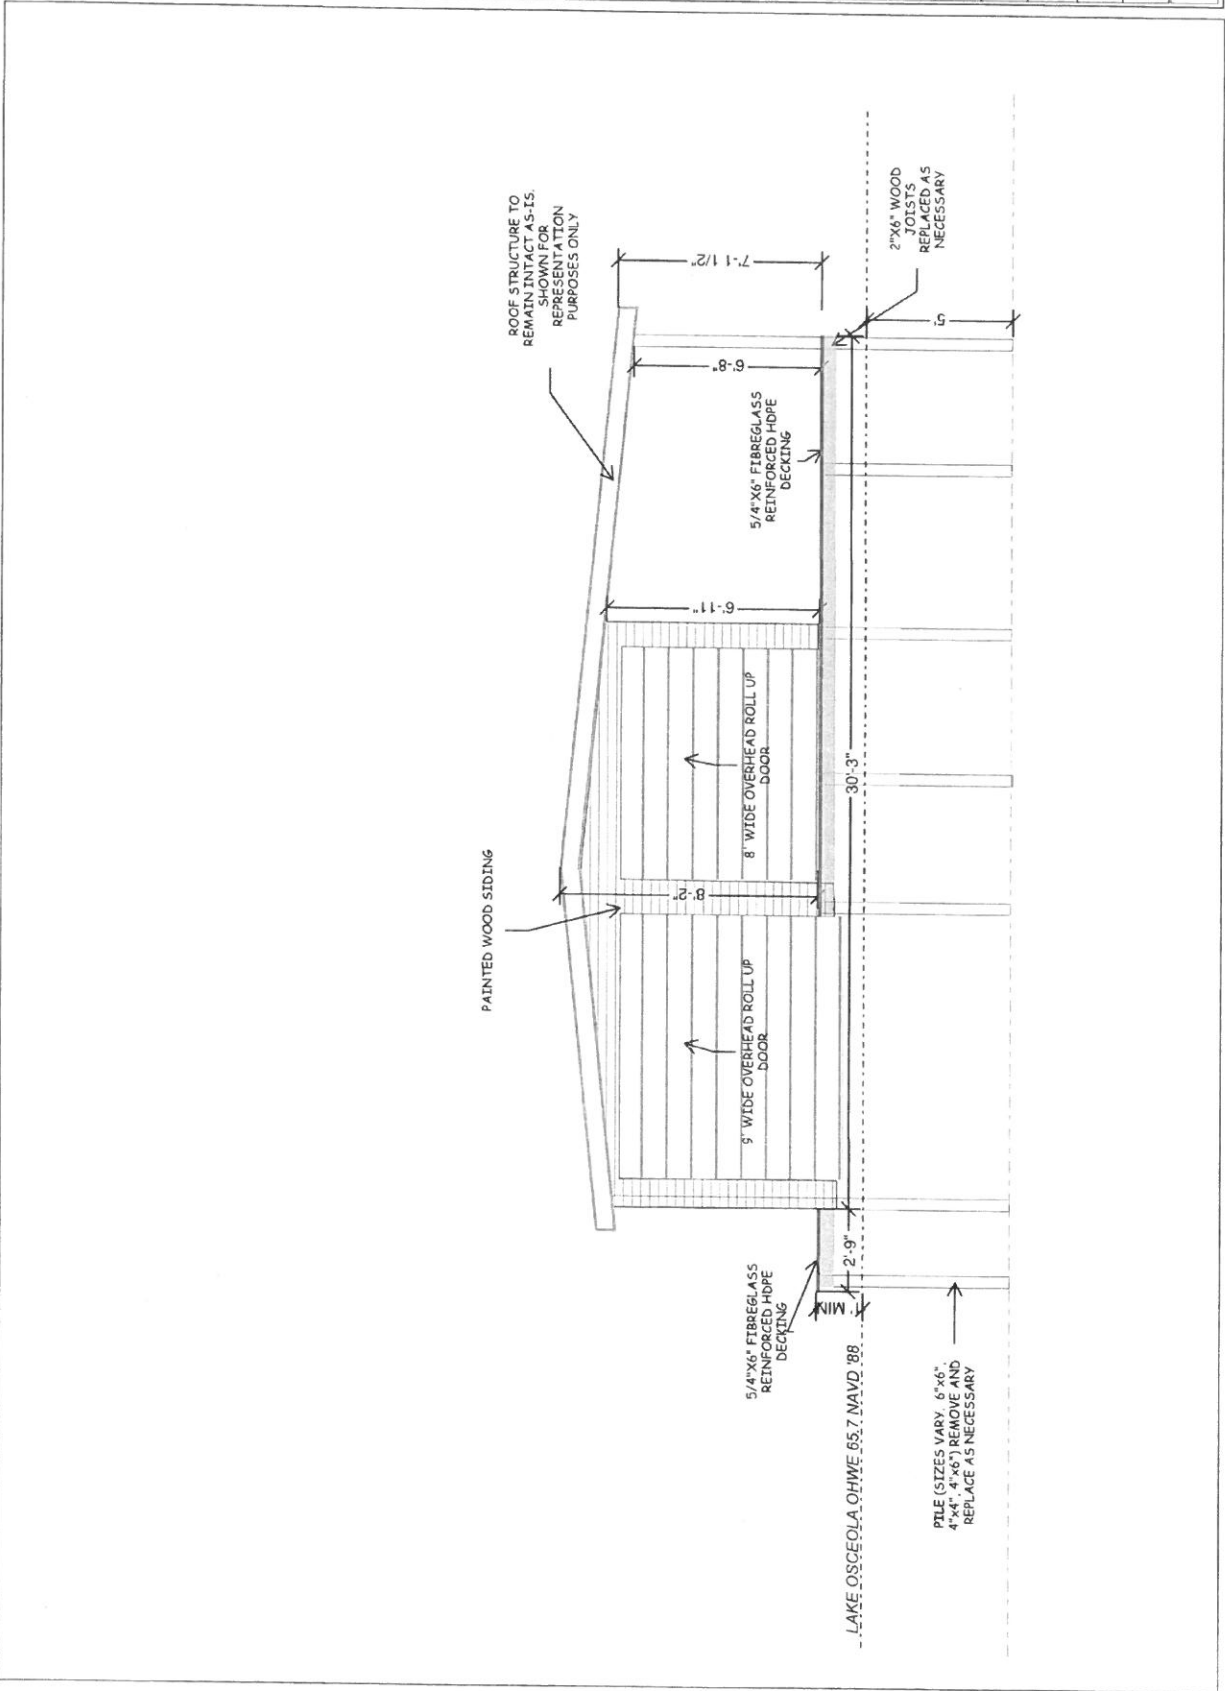 ROOF STRUCTURE TO
REMAIN INTACT AS-IS.
SHOWN FOR
REPRESENTATION
PURPOSES ONLY
PAINTED WOOD SIDING
7'-1 1/2"
6'-8"
6'-11"
8'-2"
5/4"X6" FIBREGLASS
REINFORCED HDPE
DECKING
2"X6" WOOD
JOISTS
REPLACED AS
NECESSARY
9' WIDE OVERHEAD ROLL UP
DOOR
8' WIDE OVERHEAD ROLL UP
DOOR
5/4"X6" FIBREGLASS
REINFORCED HDPE
DECKING
1' MIN
2'-9"
30'-3"
5'
LAKE OSCEOLA OHWE 65.7 NAVD '88
PILE (SIZES VARY. 6"x6",
4"x4", 4"x6") REMOVE AND
REPLACE AS NECESSARY